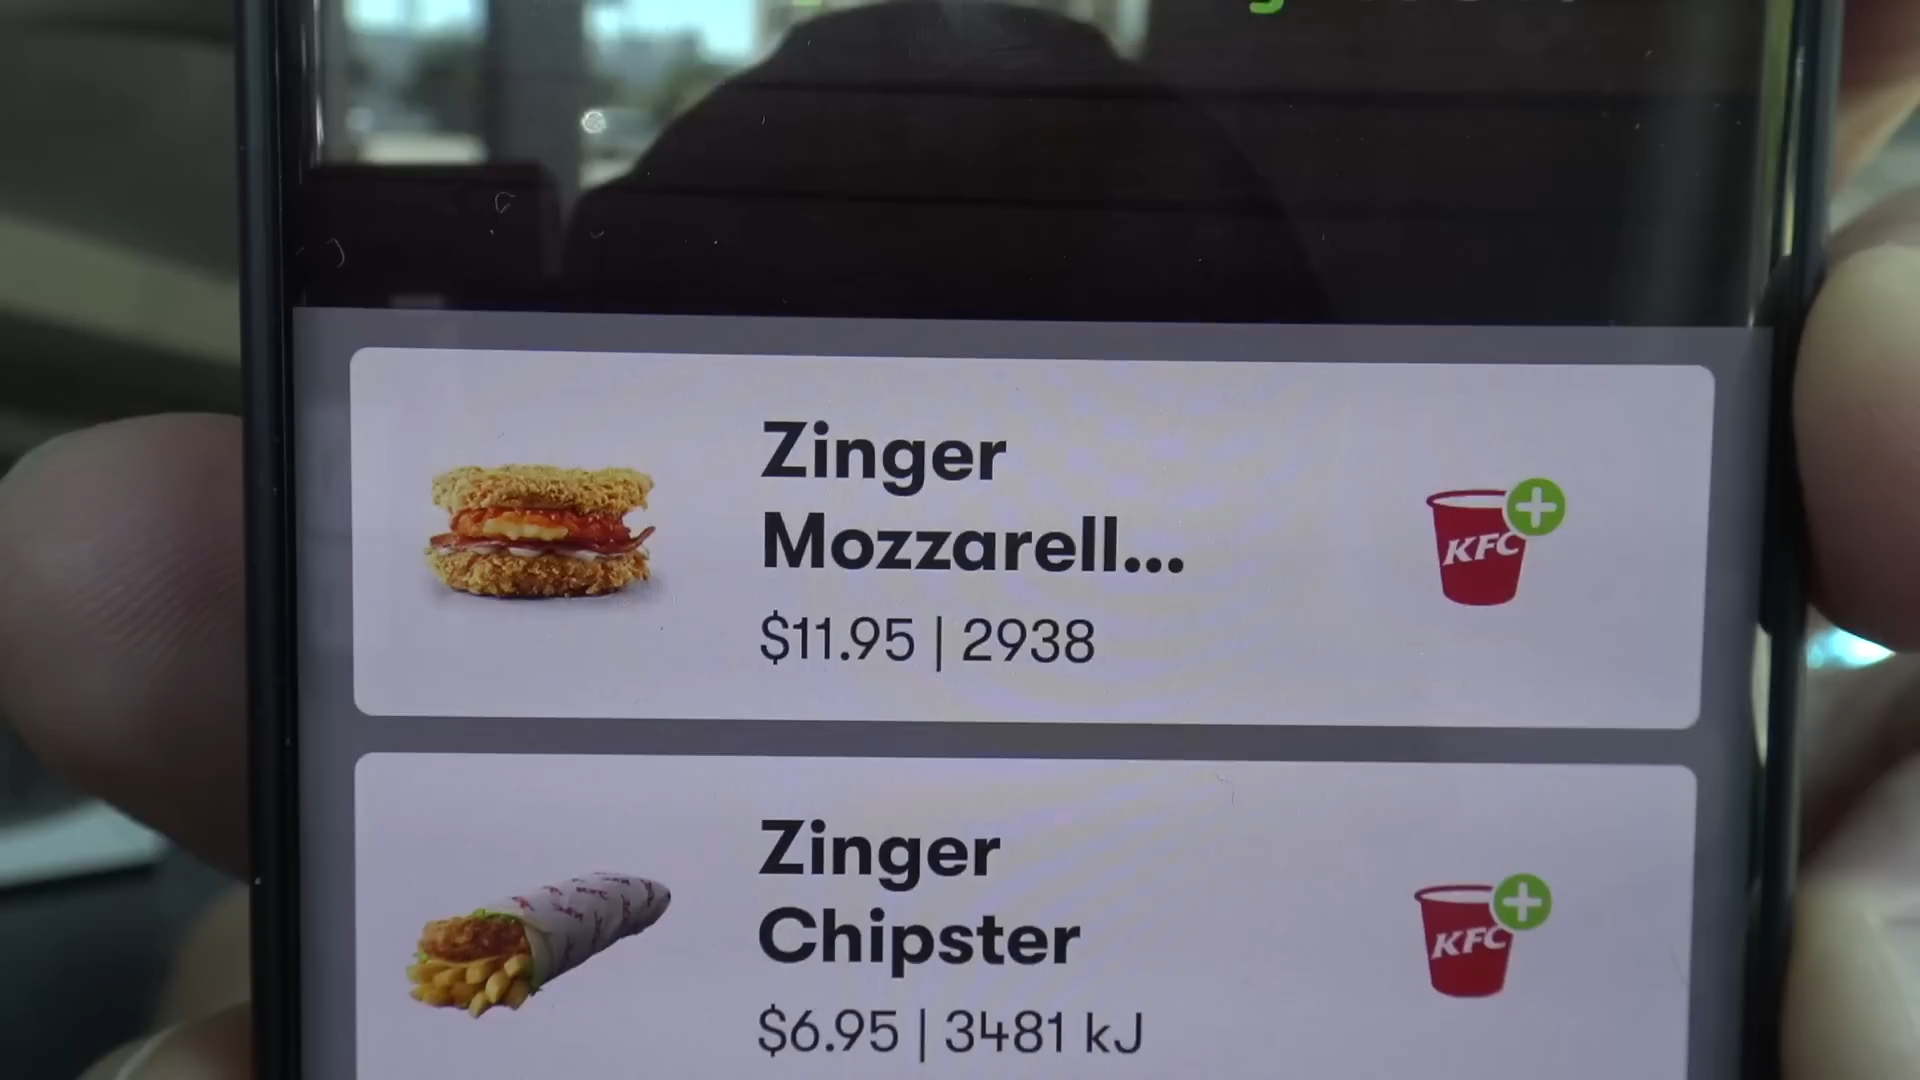 Zinger
Mozzarell...
$11.95 | 2938
KFC
Zinger
Chipster
$6.95 | 3481 kJ
KFC